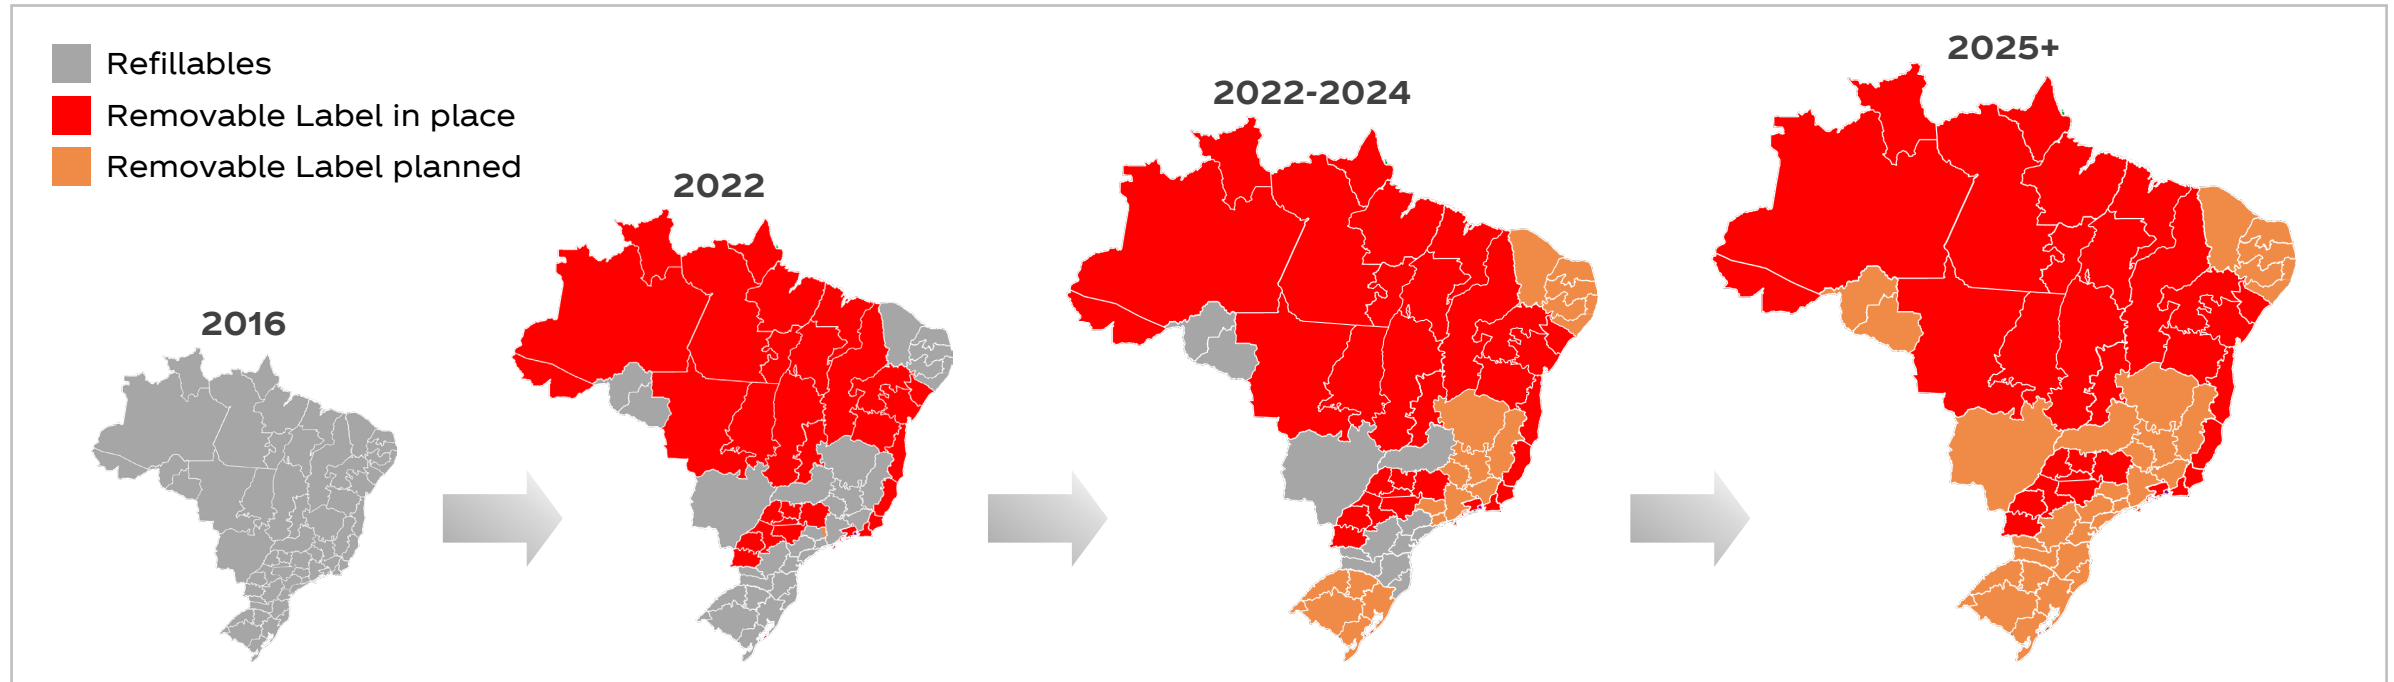 Refillables
Removable Label in place
Removable Label planned
2016
2022
2022-2024
2025+